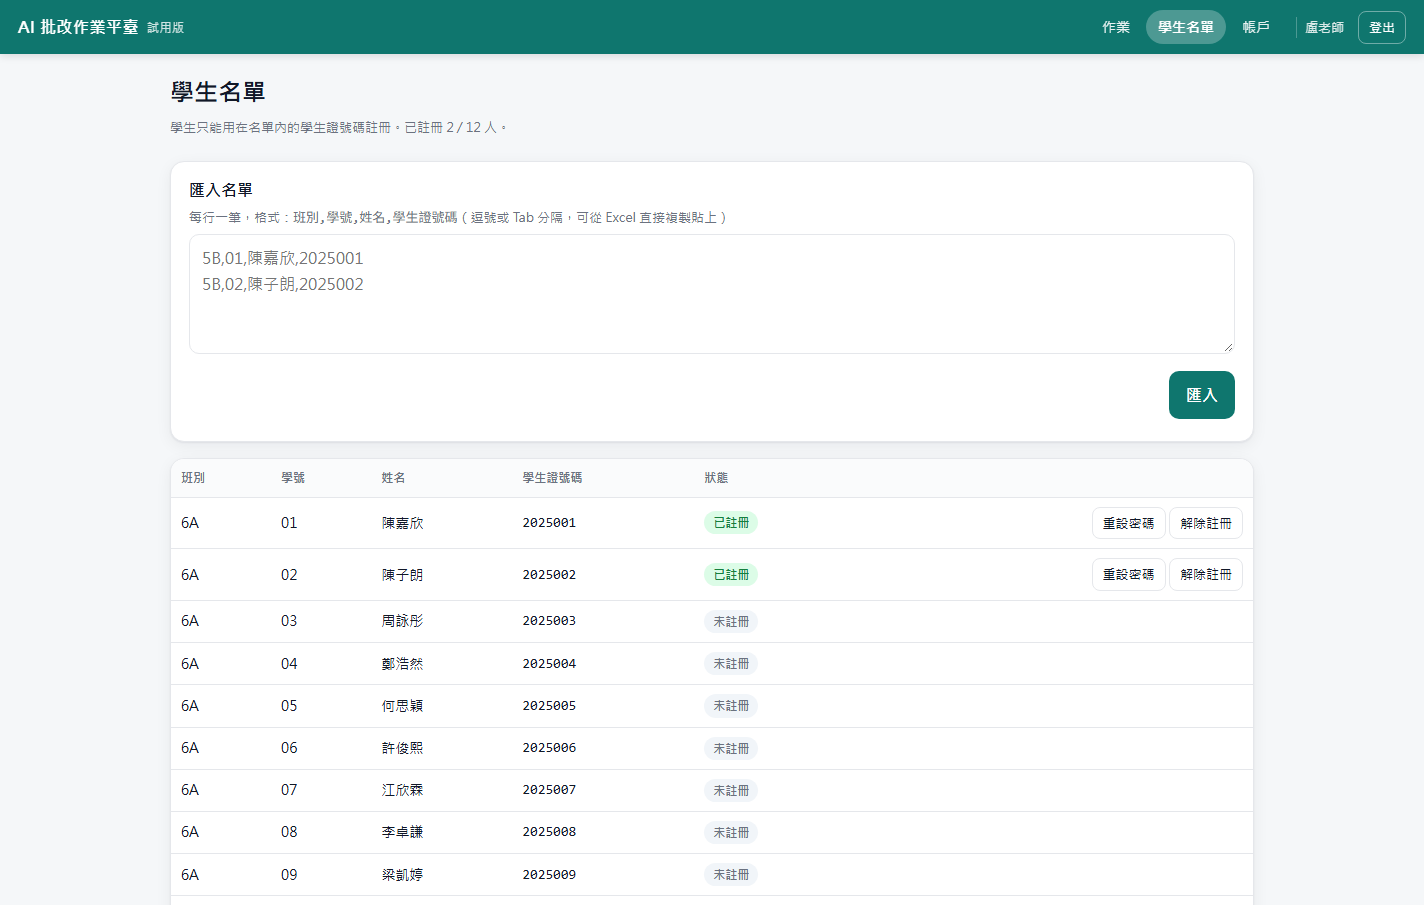 AI 批改作業平臺 試用版 作業 學生名單 帳戶 盧老師 登出
學生名單
學生只能用在名單內的學生證號碼註冊。已註冊 2 / 12 人。
匯入名單
每行一筆，格式：班別,學號,姓名,學生證號碼（逗號或 Tab 分隔，可從 Excel 直接複製貼上）
5B,01,陳嘉欣,2025001
5B,02,陳子朗,2025002
匯入
班別 學號 姓名 學生證號碼 狀態
6A 01 陳嘉欣 2025001 已註冊 重設密碼 解除註冊
6A 02 陳子朗 2025002 已註冊 重設密碼 解除註冊
6A 03 周詠彤 2025003 未註冊
6A 04 鄭浩然 2025004 未註冊
6A 05 何思穎 2025005 未註冊
6A 06 許俊熙 2025006 未註冊
6A 07 江欣霖 2025007 未註冊
6A 08 李卓謙 2025008 未註冊
6A 09 梁凱婷 2025009 未註冊